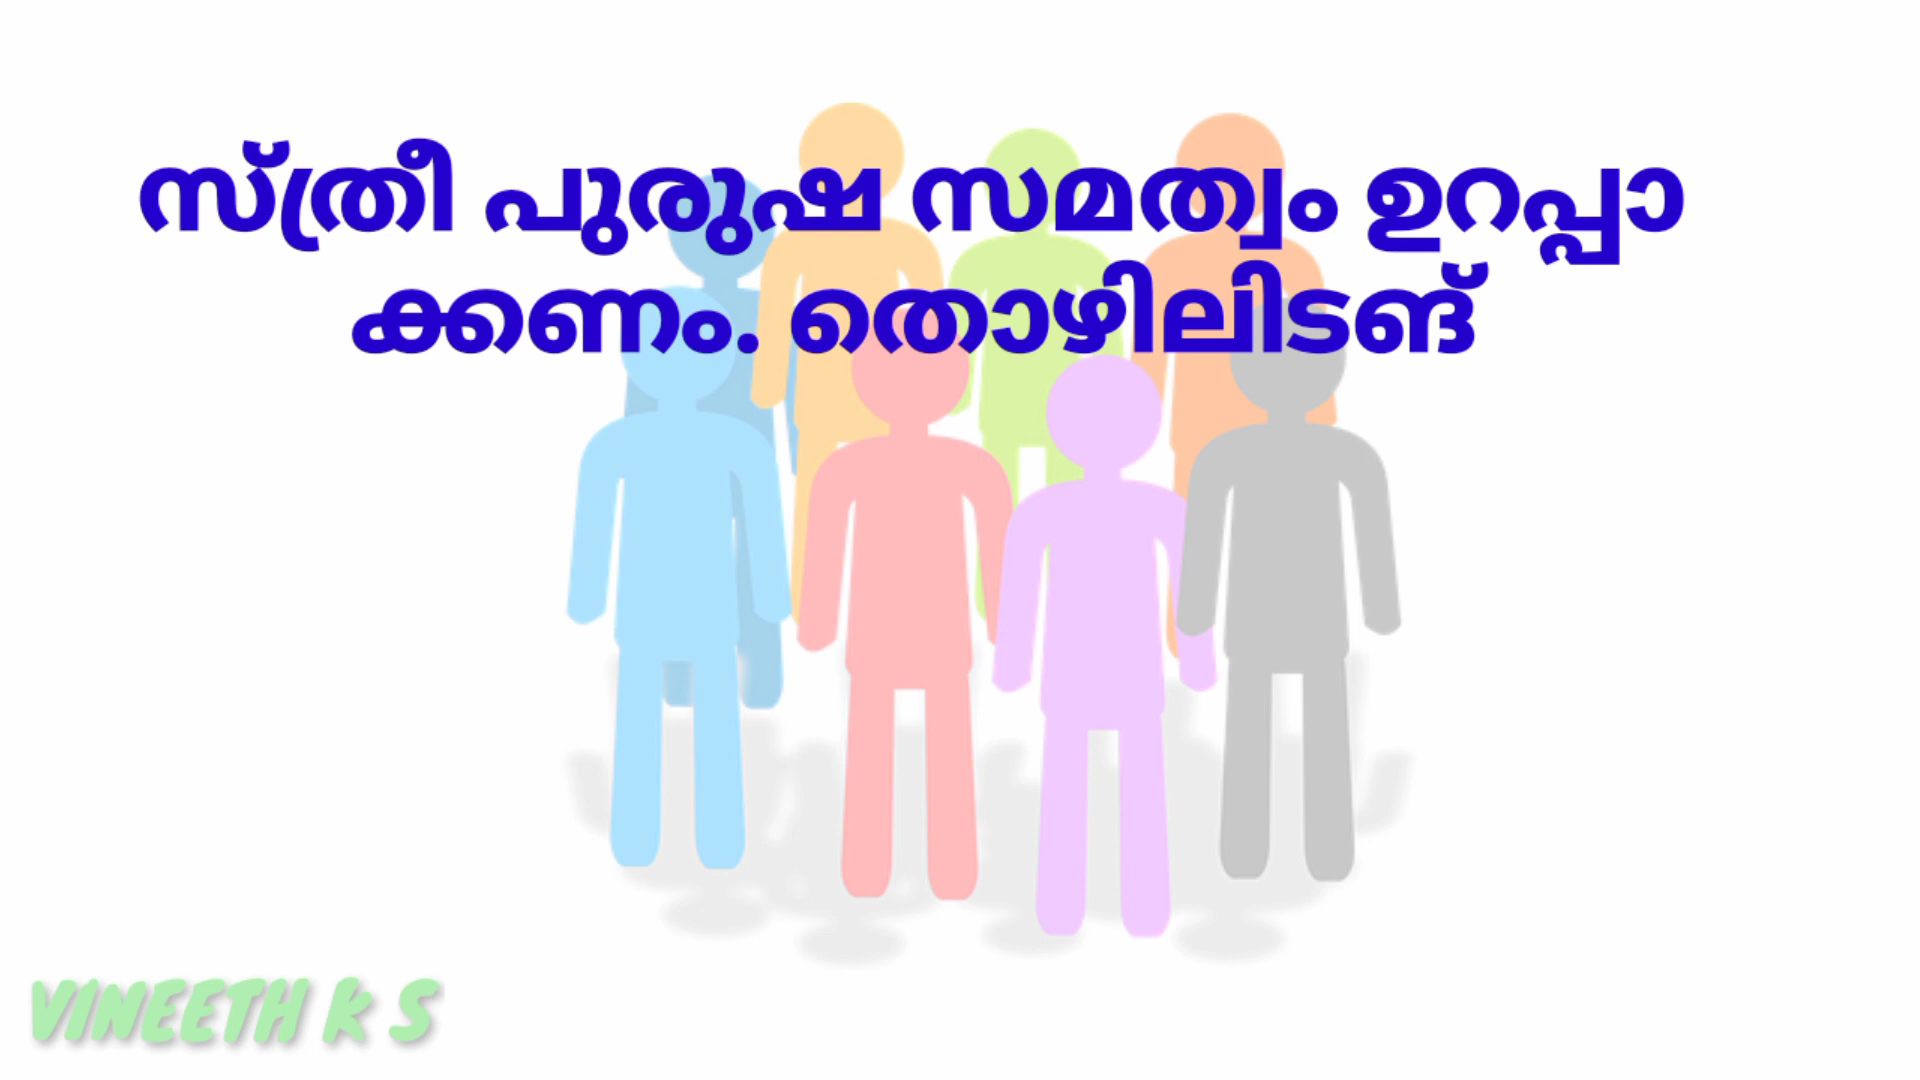 സ്ത്രീ പുരുഷ സമത്വം ഉറപ്പാ
ക്കണം. തൊഴിലിടങ്
VINEETH K S